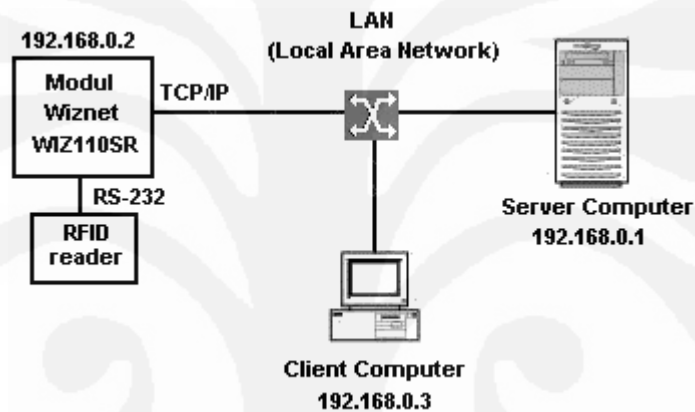 LAN
(Local Area Network)
192.168.0.2
Modul
Wiznet
WIZ110SR
TCP/IP
RS-232
RFID
reader
Server Computer
192.168.0.1
Client Computer
192.168.0.3